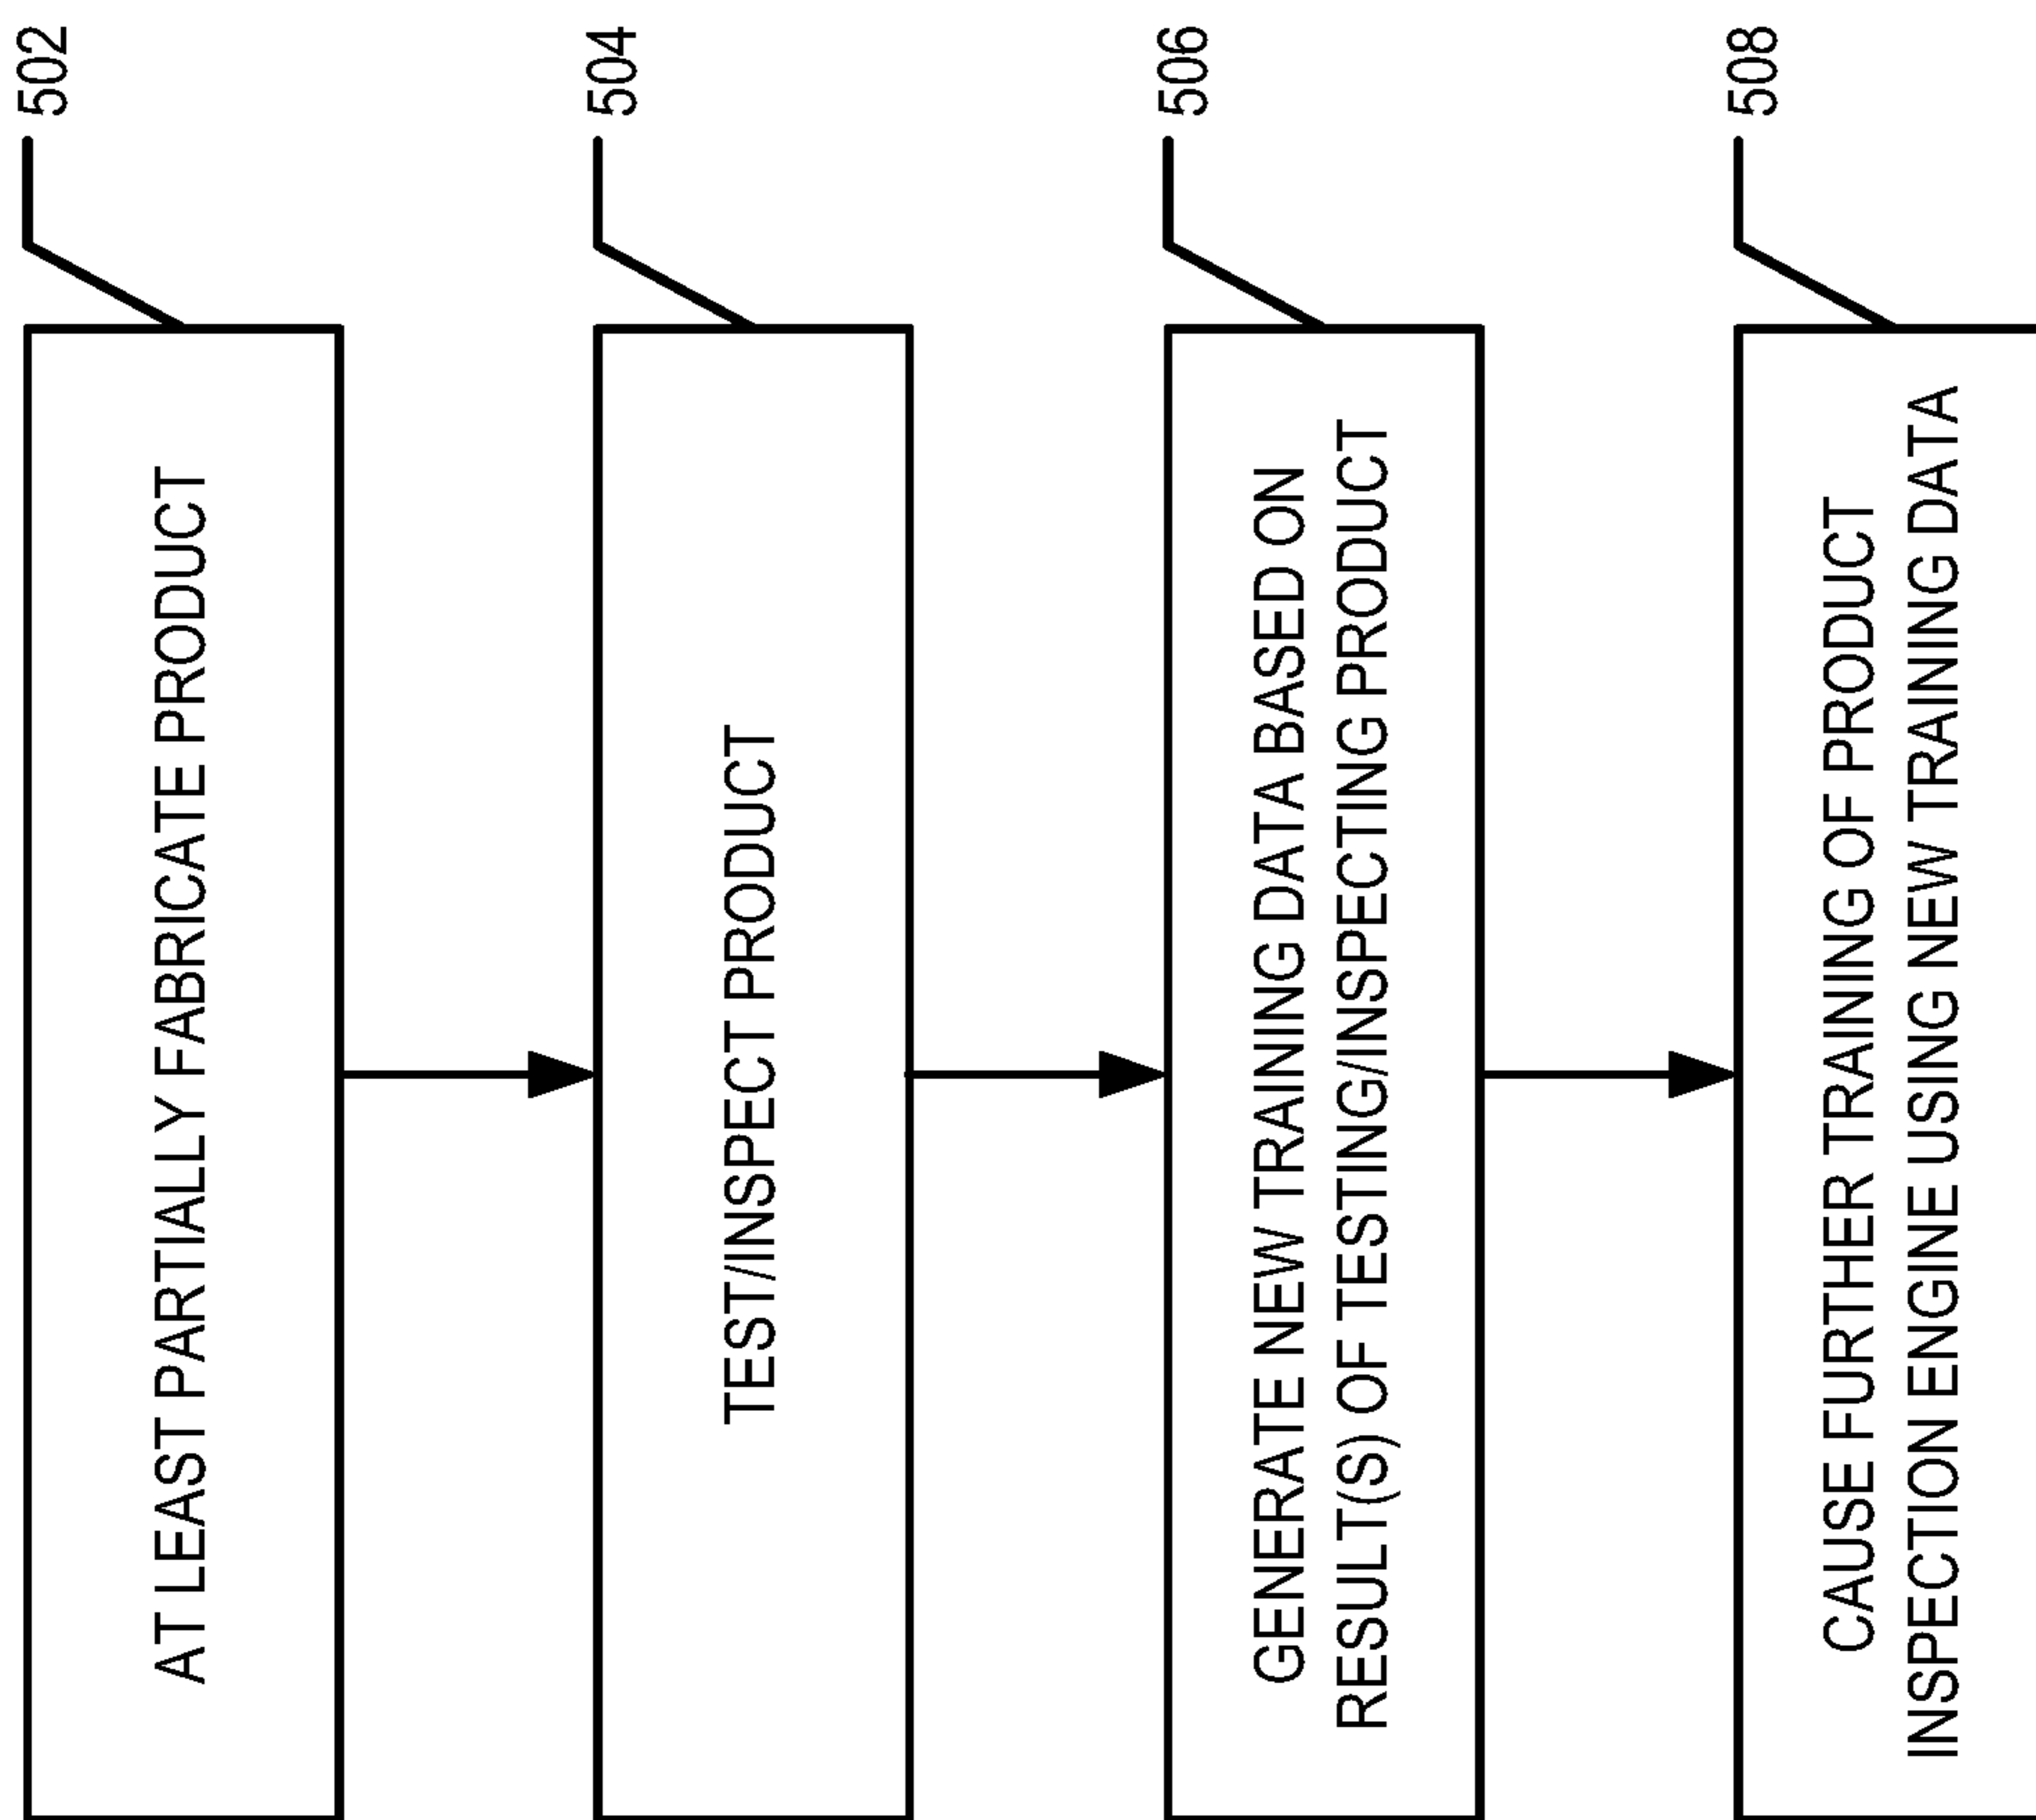 502
AT LEAST PARTIALLY FABRICATE PRODUCT
504
TEST/INSPECT PRODUCT
506
GENERATE NEW TRAINING DATA BASED ON
RESULT(S) OF TESTING/INSPECTING PRODUCT
508
CAUSE FURTHER TRAINING OF PRODUCT
INSPECTION ENGINE USING NEW TRAINING DATA